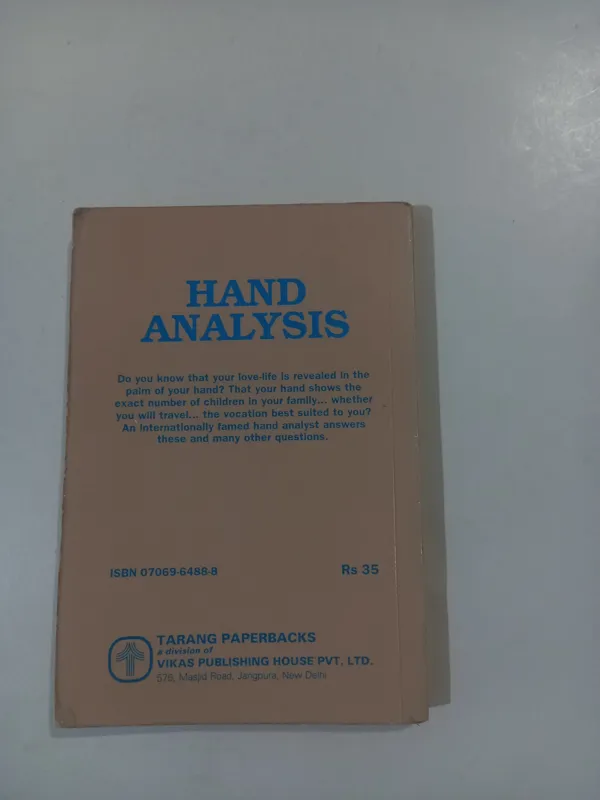 HAND
ANALYSIS
Do you know that your love-life is revealed in the
palm of your hand? That your hand shows the
exact number of children in your family... whether
you will travel... the vocation best suited to you?
An internationally famed hand analyst answers
these and many other questions.
ISBN 07069-6488-8 Rs 35
TARANG PAPERBACKS
a division of
VIKAS PUBLISHING HOUSE PVT. LTD.
576, Masjid Road, Jangpura, New Delhi